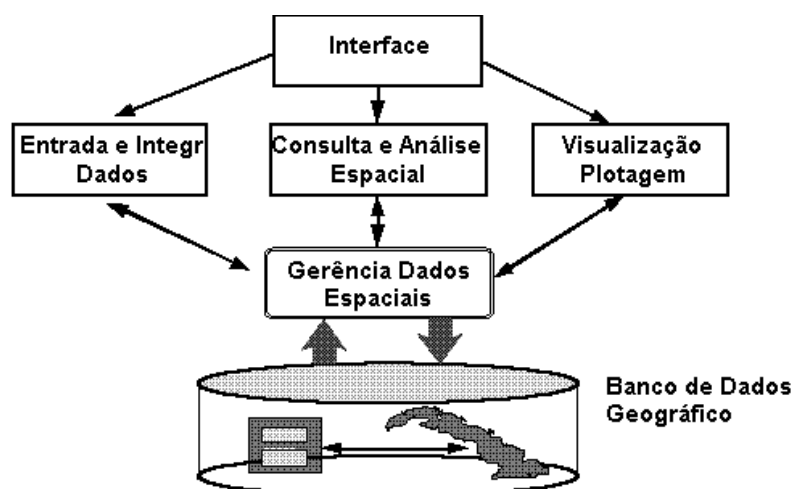 Interface
Entrada e Integr
Dados
Consulta e Análise
Espacial
Visualização
Plotagem
Gerência Dados
Espaciais
Banco de Dados
Geográfico